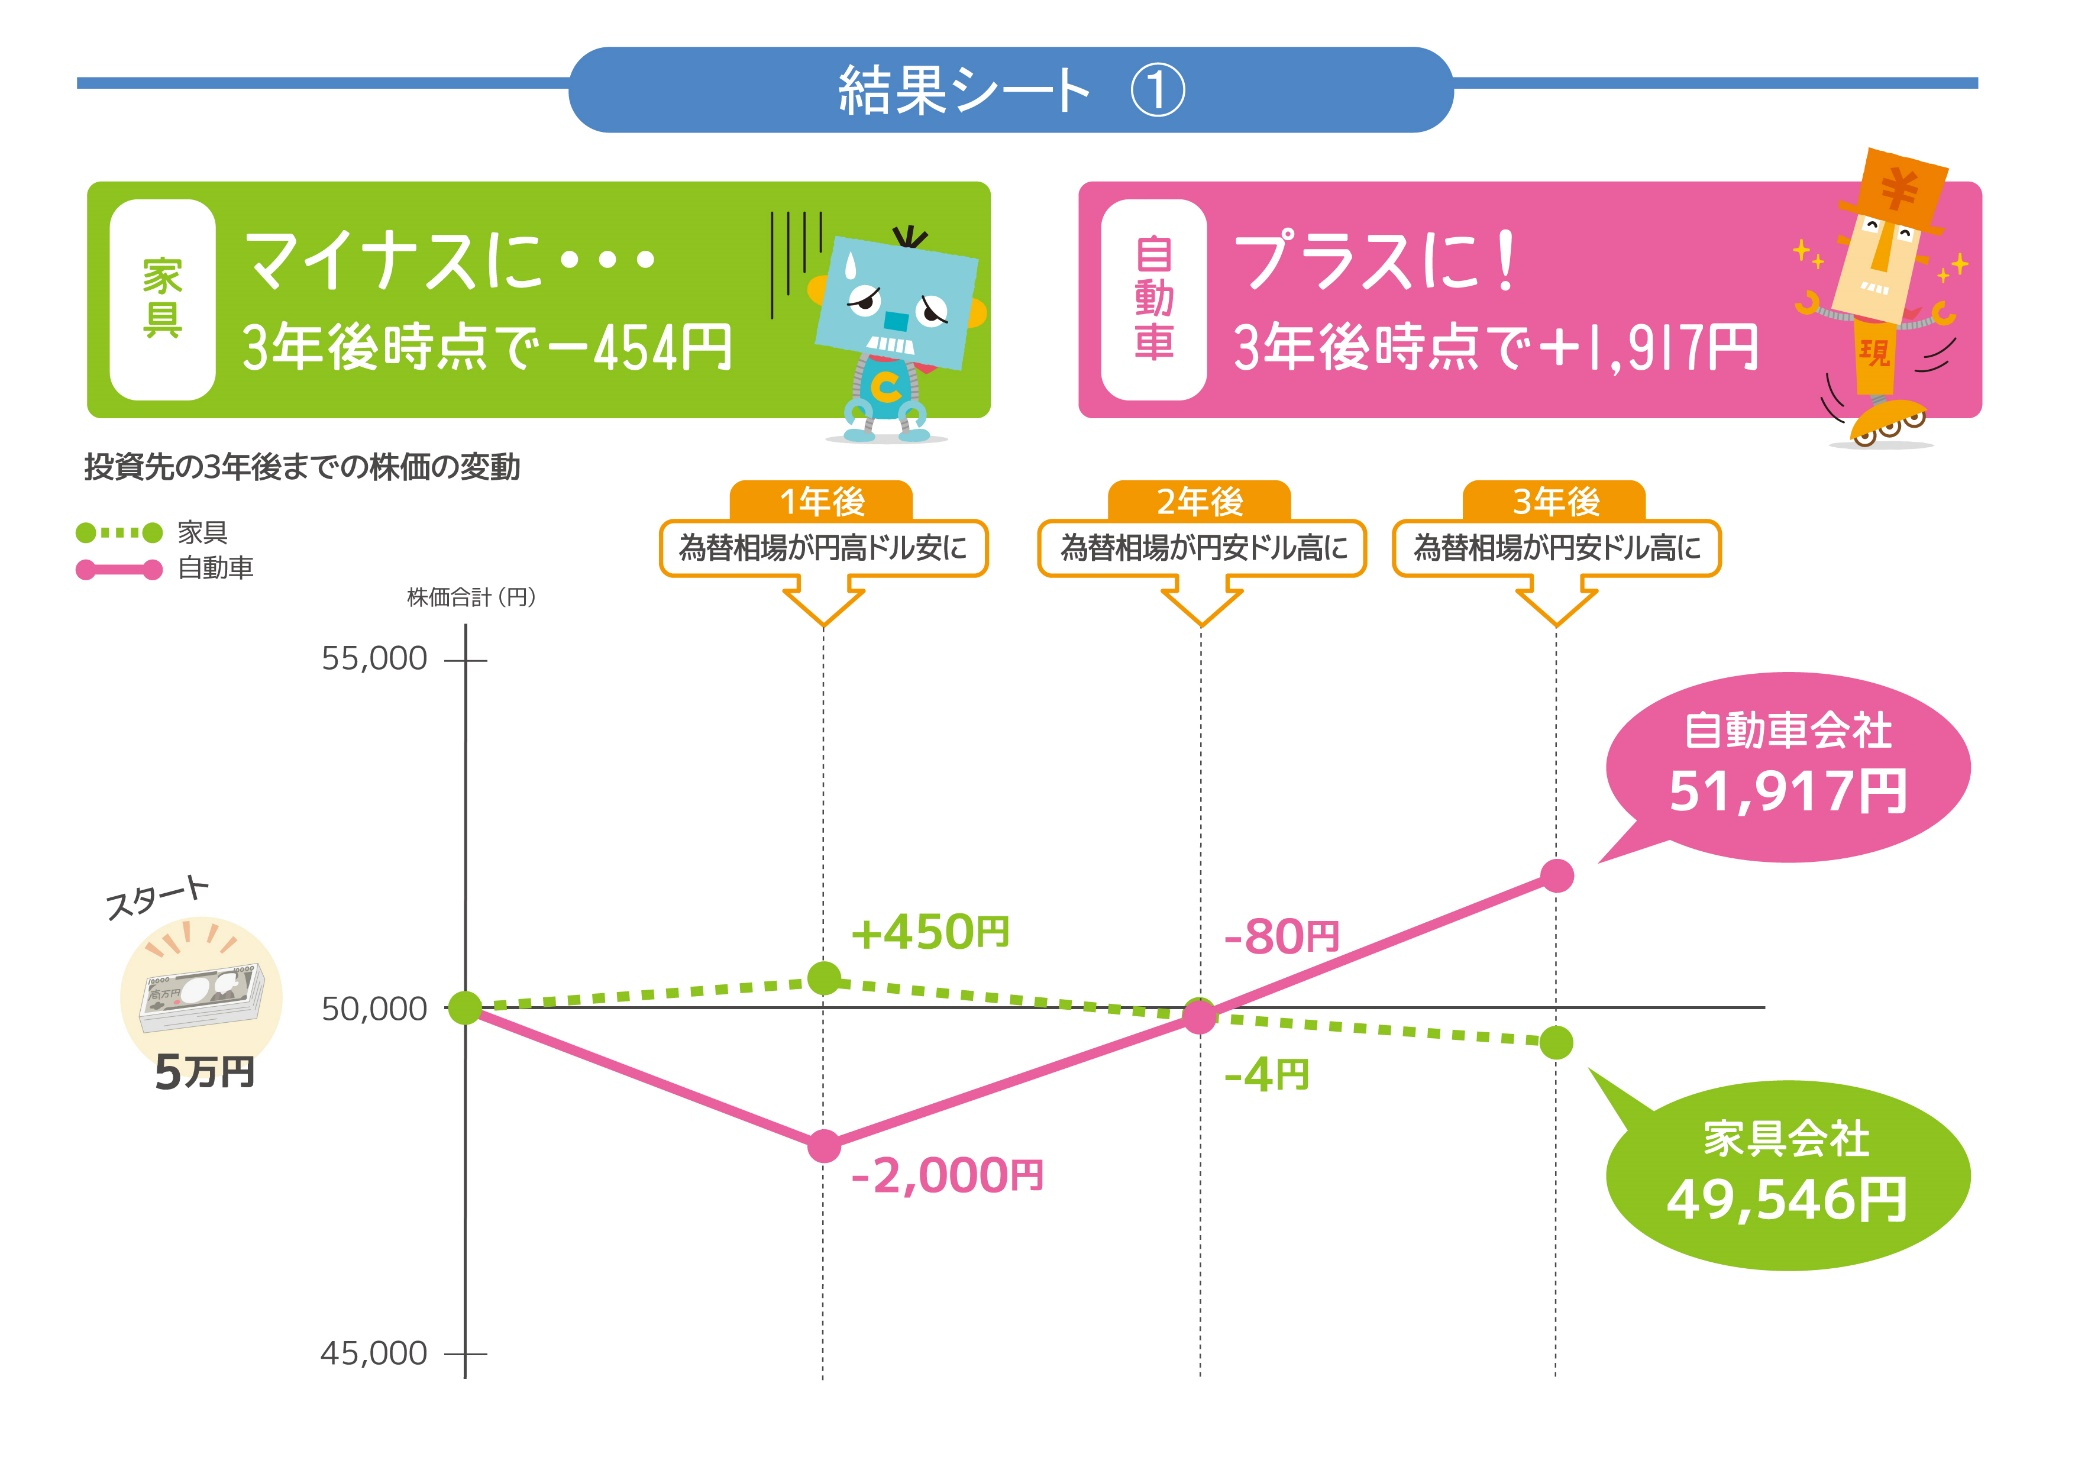 結果シート ①
家具
マイナスに・・・
3年後時点で−454円
自動車
プラスに！
3年後時点で+1,917円
¥
現
C
投資先の3年後までの株価の変動
家具
自動車
1年後
為替相場が円高ドル安に
2年後
為替相場が円安ドル高に
3年後
為替相場が円安ドル高に
株価合計（円）
55,000
50,000
45,000
スタート
5万円
+450円
-2,000円
-80円
-4円
自動車会社
51,917円
家具会社
49,546円